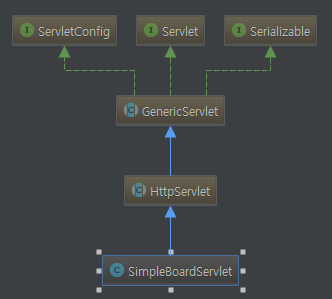 I ServletConfig I Servlet I Serializable
C GenericServlet
C HttpServlet
C SimpleBoardServlet